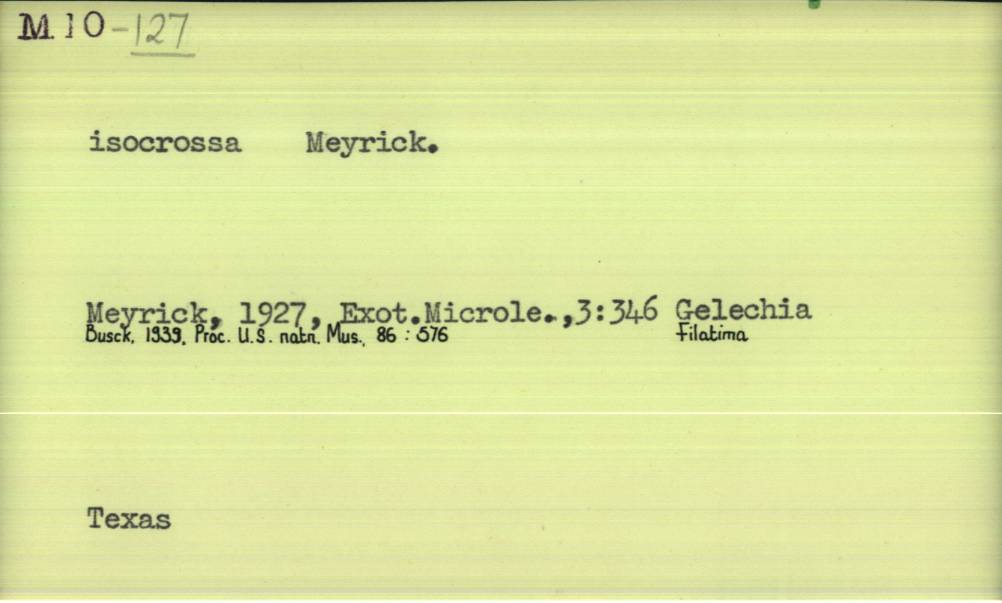 M.10-127
isocrossa Meyrick.
Meyrick, 1927, Exot.Microle.,3:346 Gelechia
Busck, 1939, Proc. U.S. natn. Mus., 86 : 576 Filatima
Texas